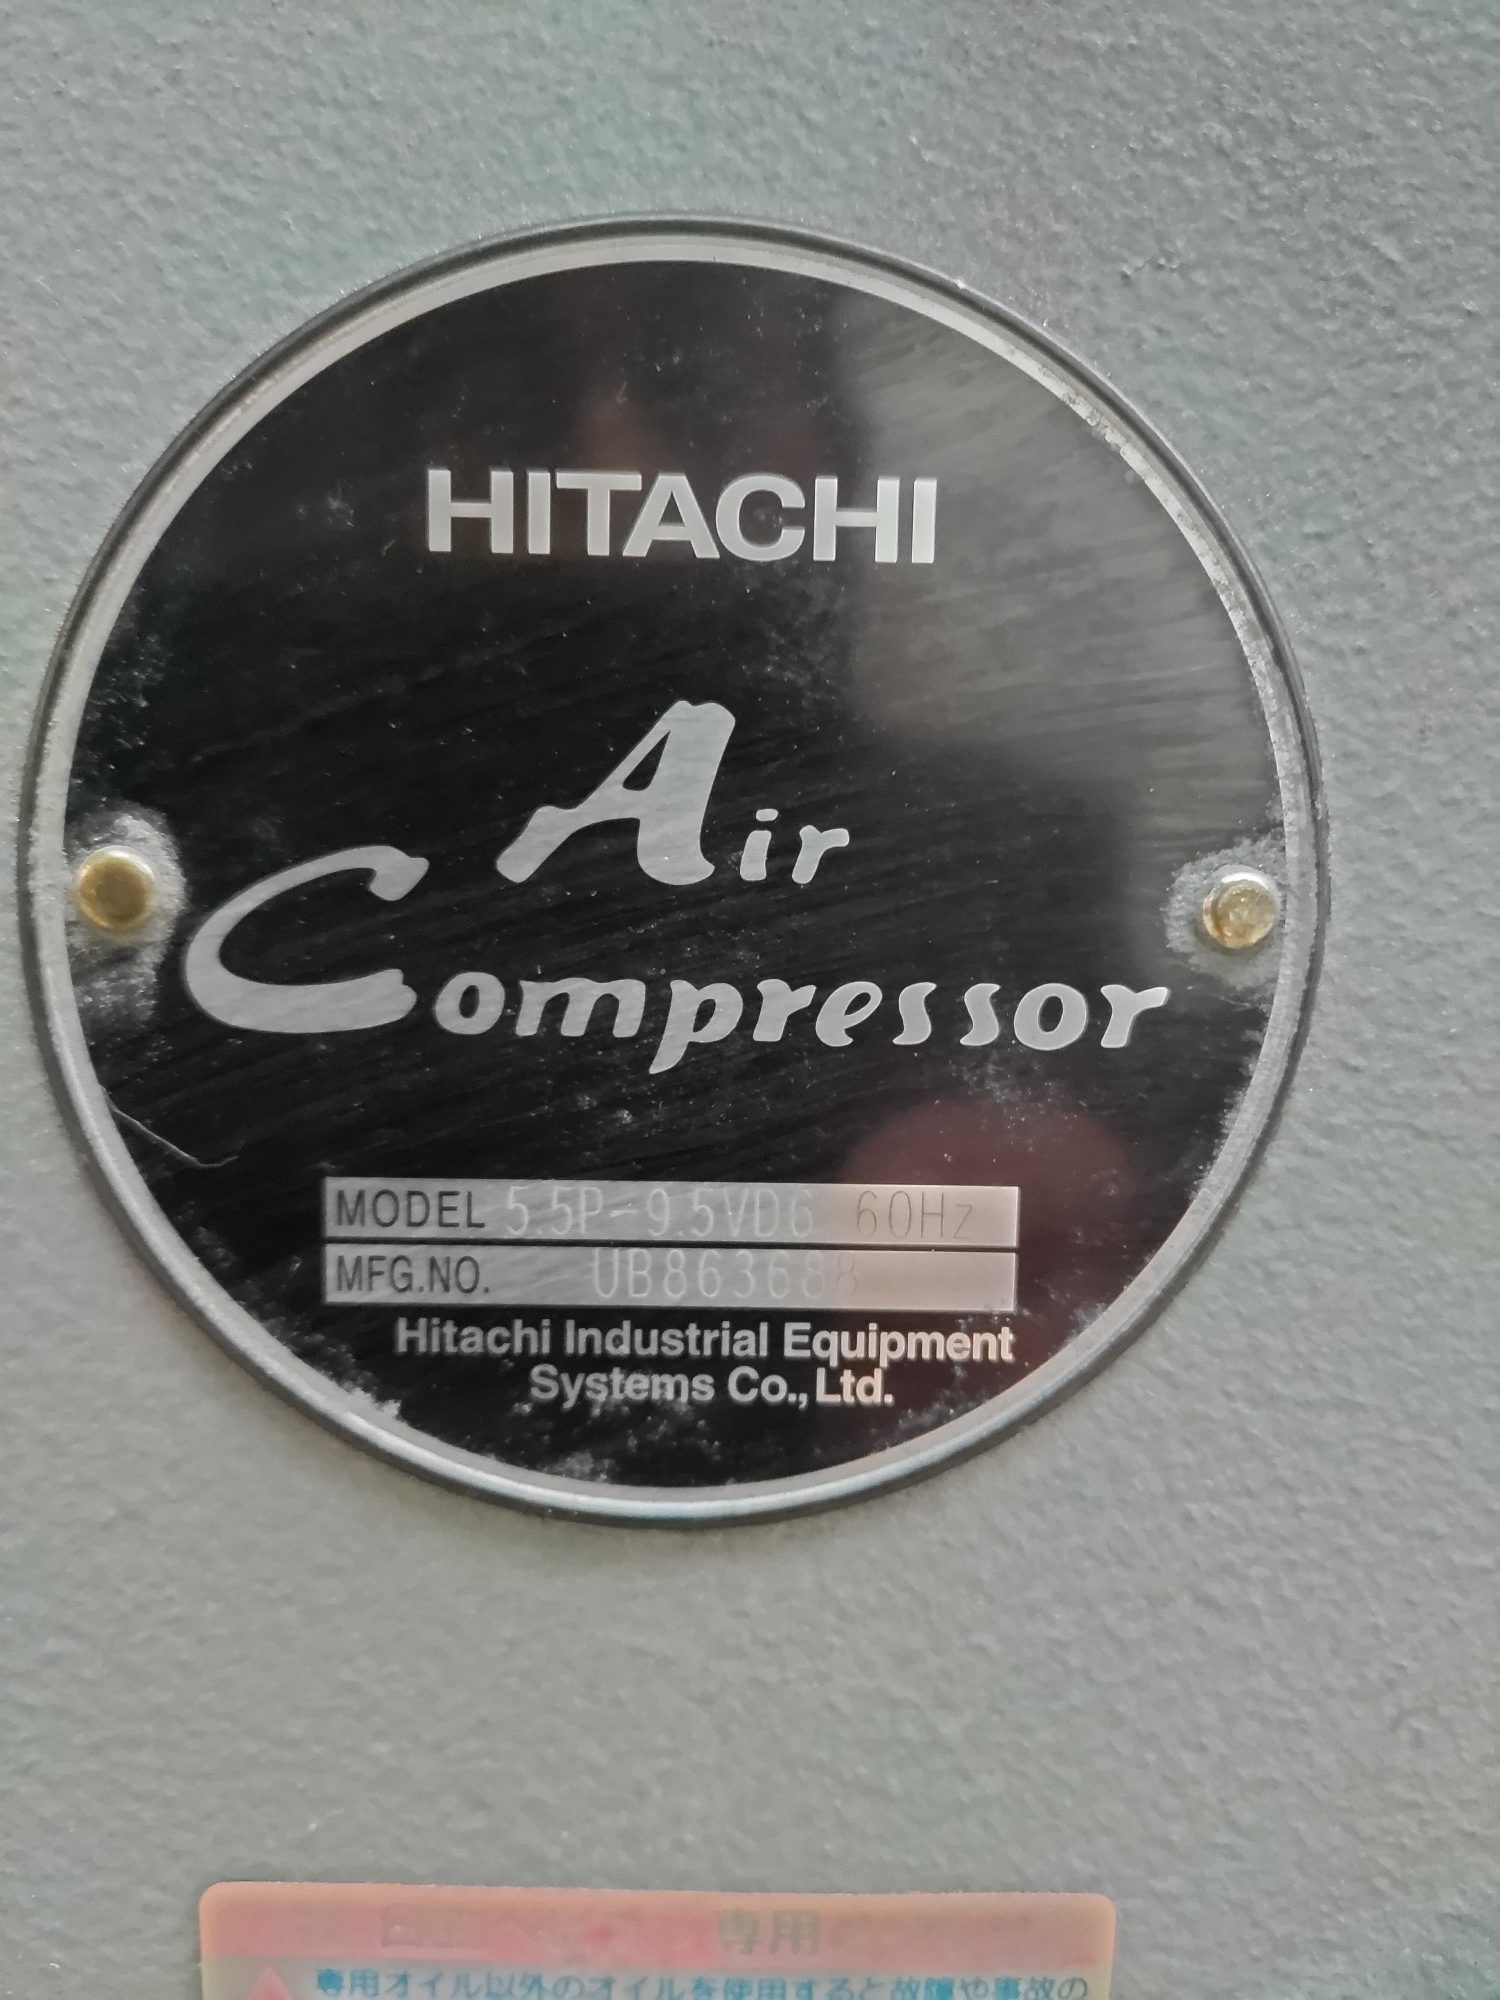 HITACHI
Air
Compressor
MODEL 5.5P-9.5VD6 60Hz
MFG.NO. UB863688
Hitachi Industrial Equipment
Systems Co., Ltd.
専用
専用オイル以外のオイルを使用すると故障や事故の